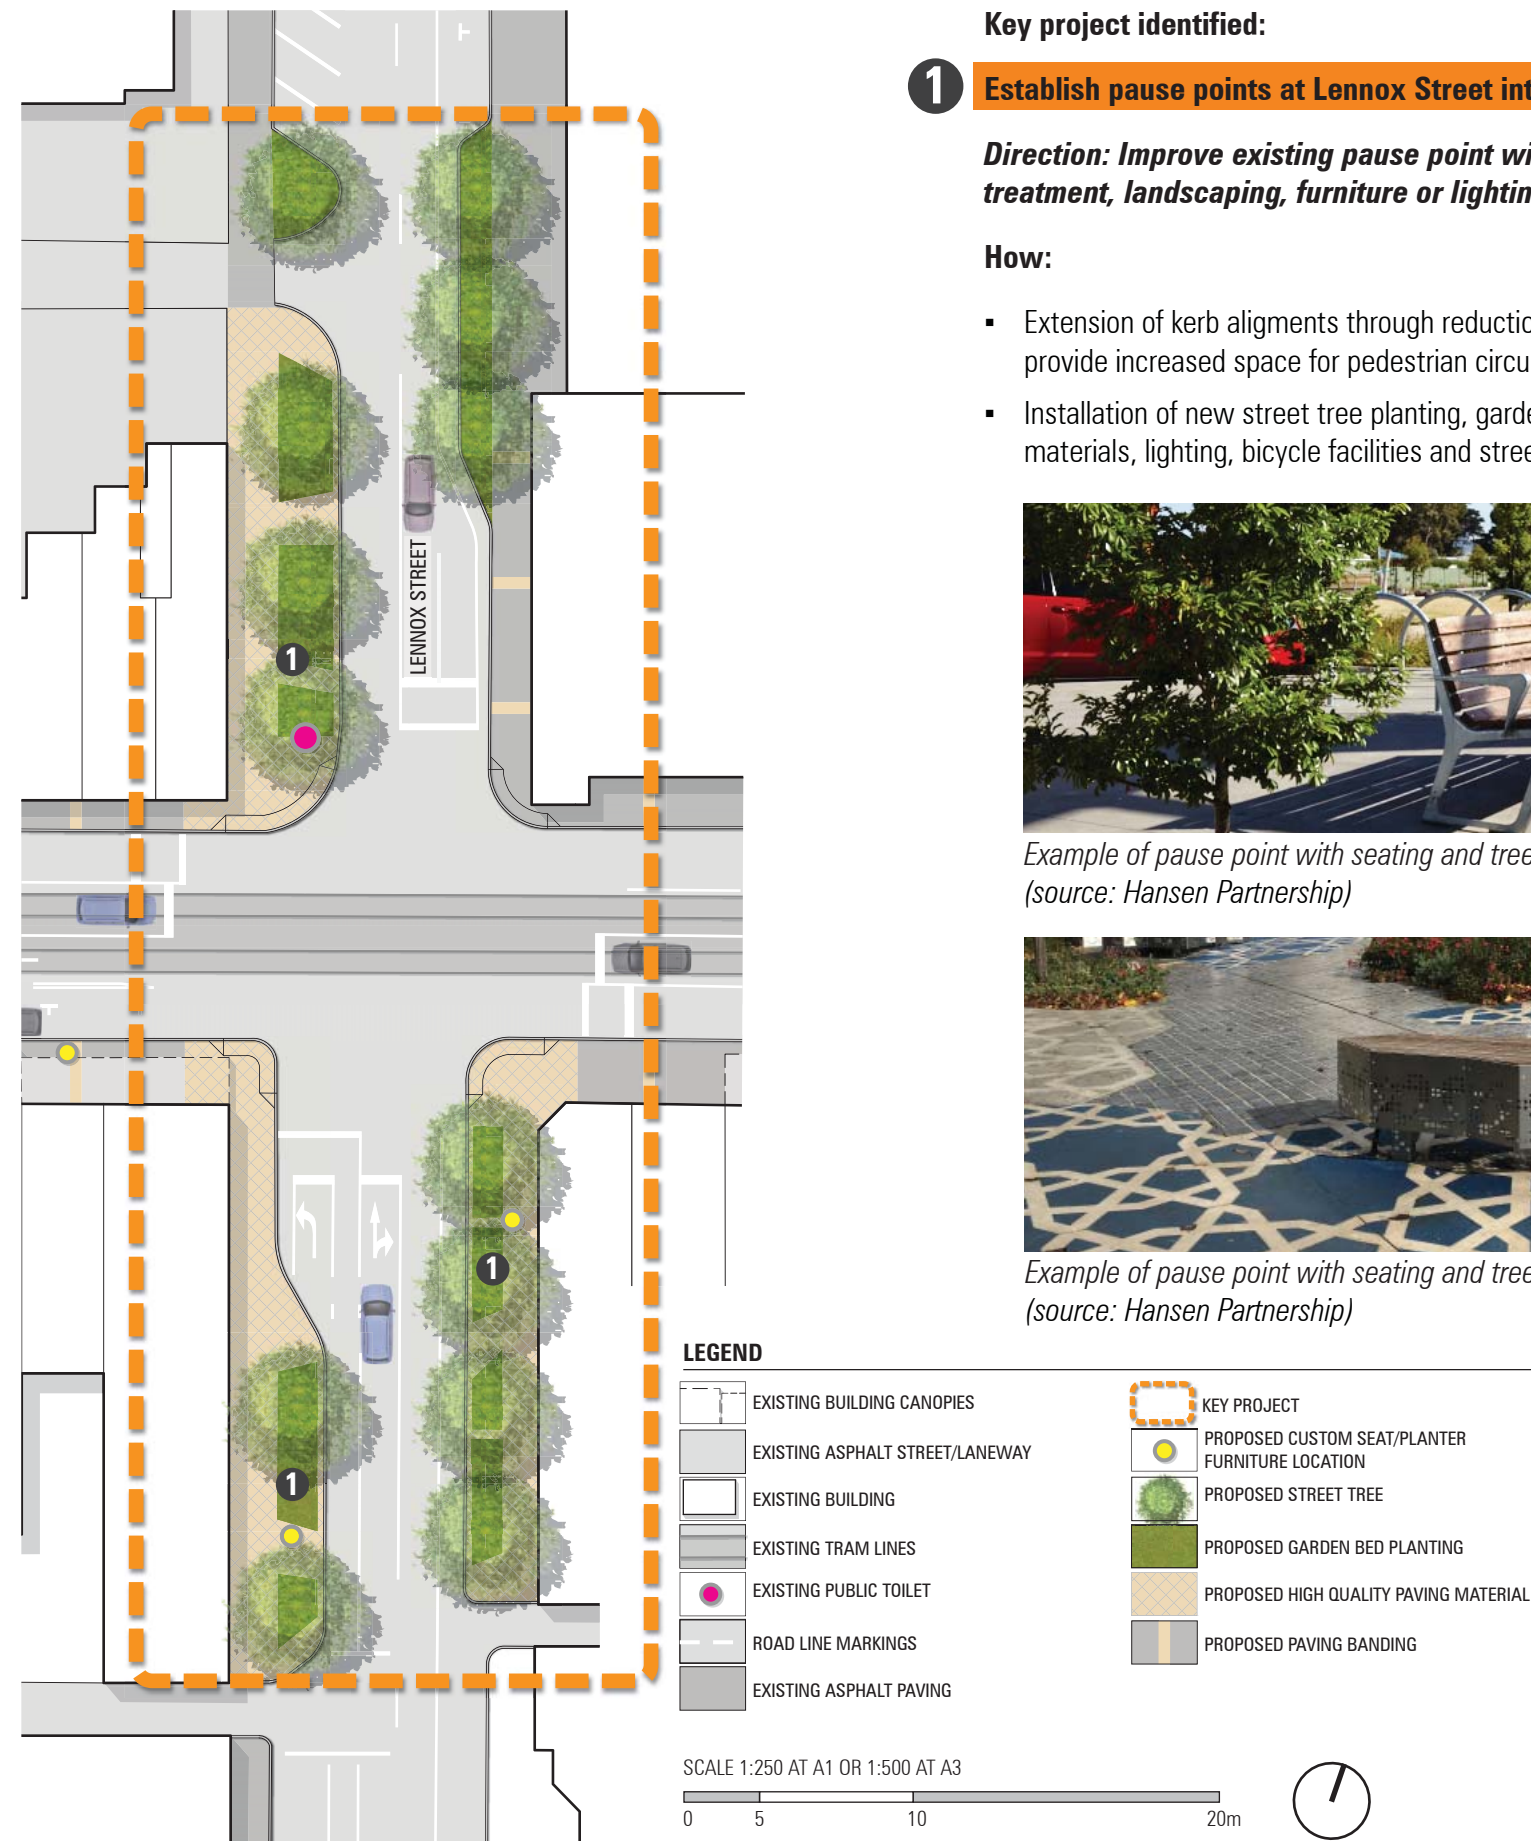 Key project identified:
1 Establish pause points at Lennox Street int
Direction: Improve existing pause point wi
treatment, landscaping, furniture or lightin
How:
▪ Extension of kerb aligments through reductio
provide increased space for pedestrian circu
▪ Installation of new street tree planting, garde
materials, lighting, bicycle facilities and stree
Example of pause point with seating and tree
(source: Hansen Partnership)
Example of pause point with seating and tree
(source: Hansen Partnership)
LENNOX STREET
1
1
1
LEGEND
EXISTING BUILDING CANOPIES
EXISTING ASPHALT STREET/LANEWAY
EXISTING BUILDING
EXISTING TRAM LINES
EXISTING PUBLIC TOILET
ROAD LINE MARKINGS
EXISTING ASPHALT PAVING
KEY PROJECT
PROPOSED CUSTOM SEAT/PLANTER
FURNITURE LOCATION
PROPOSED STREET TREE
PROPOSED GARDEN BED PLANTING
PROPOSED HIGH QUALITY PAVING MATERIAL
PROPOSED PAVING BANDING
SCALE 1:250 AT A1 OR 1:500 AT A3
0 5 10 20m